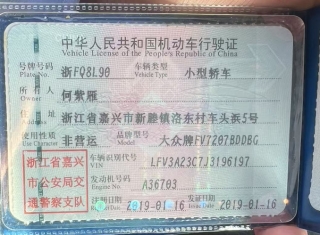 中华人民共和国机动车行驶证
Vehicle License of the People's Republic of China
号牌号码 浙FQ8L90 车辆类型 小型轿车
Plate No. Vehicle Type
所有人 何紫雁
Owner
住址 浙江省嘉兴市新塍镇洛东村车头浜5号
使用性质 非营运 品牌型号 大众牌FV7207BDDBG
Use Character
浙江省嘉兴市公安局交通警察支队
车辆识别代号 LFV3A23C7J3196197
VIN
发动机号码 A36703
Engine No.
注册日期 2019-01-16 发证日期 2019-01-16
Issue Date